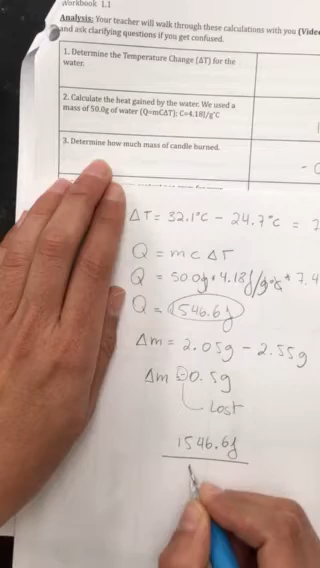 Workbook 1.1
Analysis: Your teacher will walk through these calculations with you (Video
and ask clarifying questions if you get confused.
1. Determine the Temperature Change (ΔT) for the
water.
2. Calculate the heat gained by the water. We used a
mass of 50.0g of water (Q=mCΔT); C=4.18J/g°C
3. Determine how much mass of candle burned.
ΔT = 32.1°C - 24.7°C =
Q = m c ΔT
Q = 50.0g * 4.18J/g°C * 7.4
Q = 1546.6J
Δm = 2.05g - 2.55g
Δm = -0.5g
Lost
1546.6J